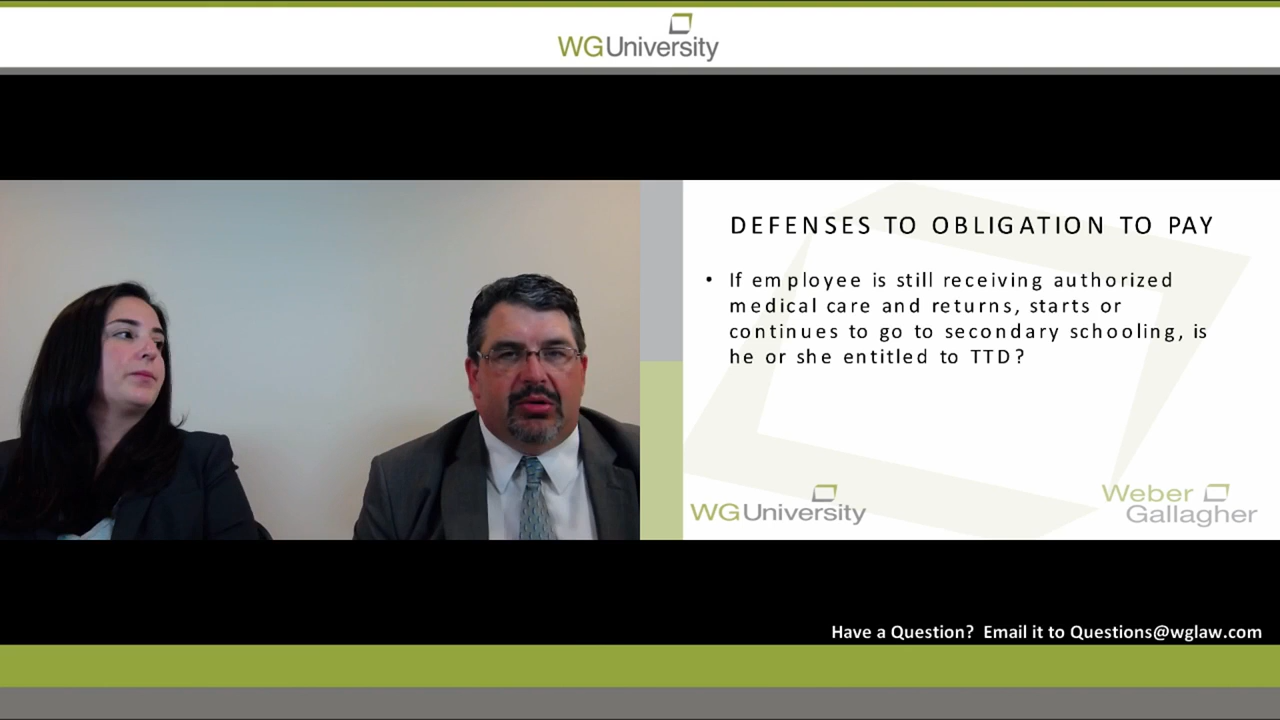 WGUniversity
DEFENSES TO OBLIGATION TO PAY
• If employee is still receiving authorized
medical care and returns, starts or
continues to go to secondary schooling, is
he or she entitled to TTD?
WGUniversity
Weber
Gallagher
Have a Question? Email it to Questions@wglaw.com